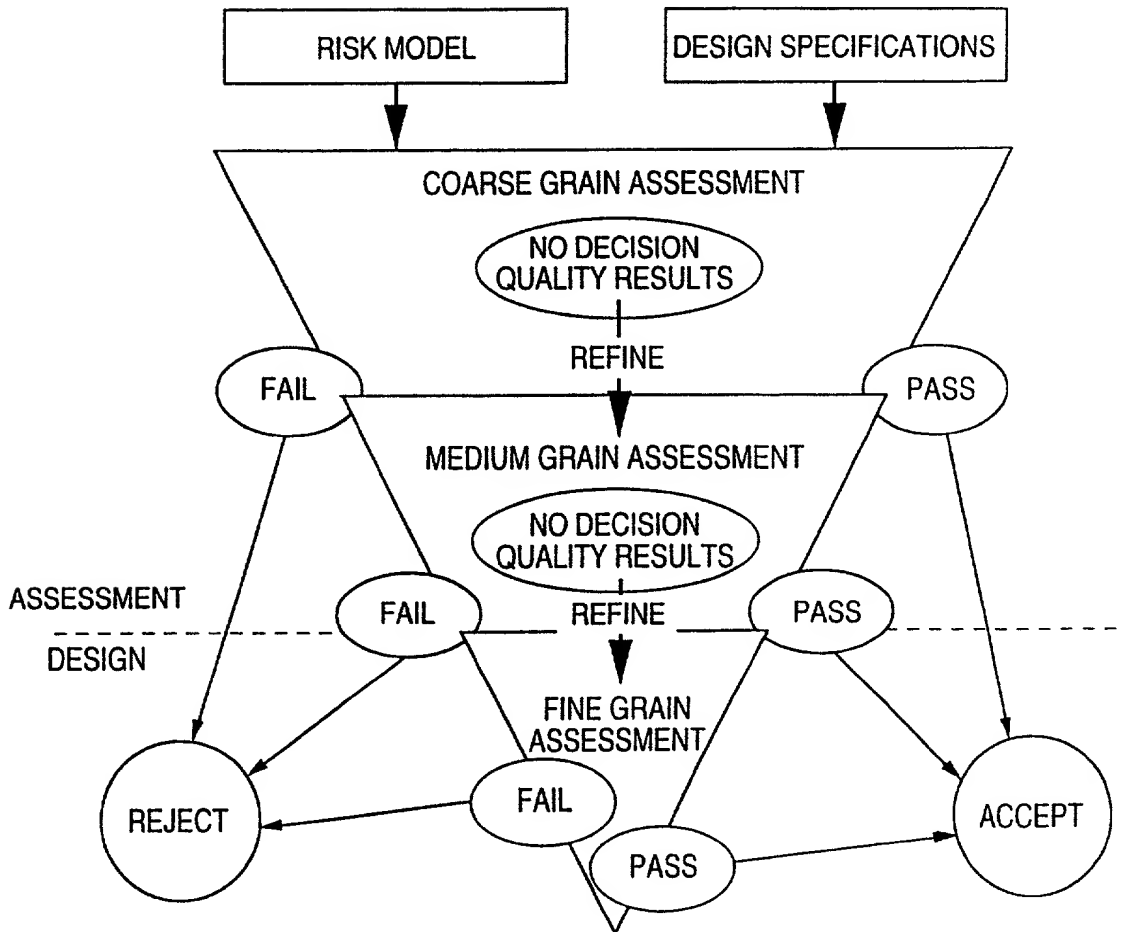 RISK MODEL
DESIGN SPECIFICATIONS
COARSE GRAIN ASSESSMENT
NO DECISION
QUALITY RESULTS
REFINE
FAIL
PASS
MEDIUM GRAIN ASSESSMENT
NO DECISION
QUALITY RESULTS
ASSESSMENT
FAIL
REFINE
PASS
DESIGN
FINE GRAIN
ASSESSMENT
FAIL
REJECT
ACCEPT
PASS